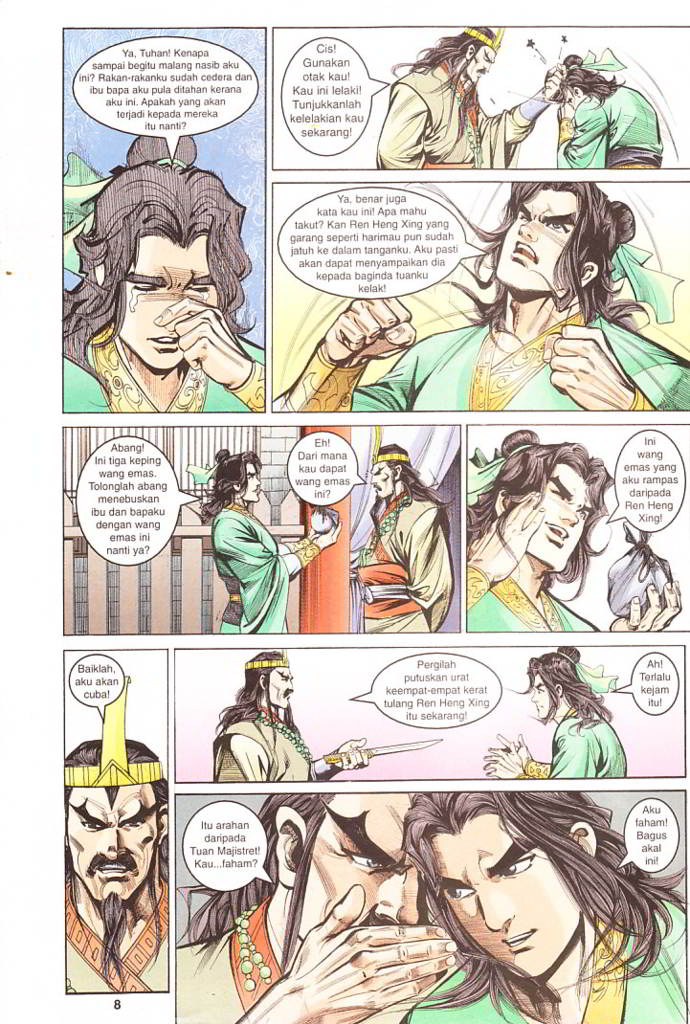 Ya, Tuhan! Kenapa
sampai begitu malang nasib aku
ini? Rakan-rakanku sudah cedera dan
ibu bapa aku pula ditahan kerana
aku ini. Apakah yang akan
terjadi kepada mereka
itu nanti?
Cis!
Gunakan
otak kau!
Kau ini lelaki!
Tunjukkanlah
kelelakian kau
sekarang!
Ya, benar juga
kata kau ini! Apa mahu
takut? Kan Ren Heng Xing yang
garang seperti harimau pun sudah
jatuh ke dalam tanganku. Aku pasti
akan dapat menyampaikan dia
kepada baginda tuanku
kelak!
Abang!
Ini tiga keping
wang emas.
Tolonglah abang
menebuskan
ibu dan bapaku
dengan wang
emas ini
nanti ya?
Eh!
Dari mana
kau dapat
wang emas
ini?
Ini
wang
emas yang
aku rampas
daripada
Ren Heng
Xing!
Baiklah,
aku akan
cuba!
Pergilah
putuskan urat
keempat-empat kerat
tulang Ren Heng Xing
itu sekarang!
Ah!
Terlalu
kejam
itu!
Itu arahan
daripada
Tuan Majistret!
Kau...faham?
Aku
faham!
Bagus
akal
ini!
8